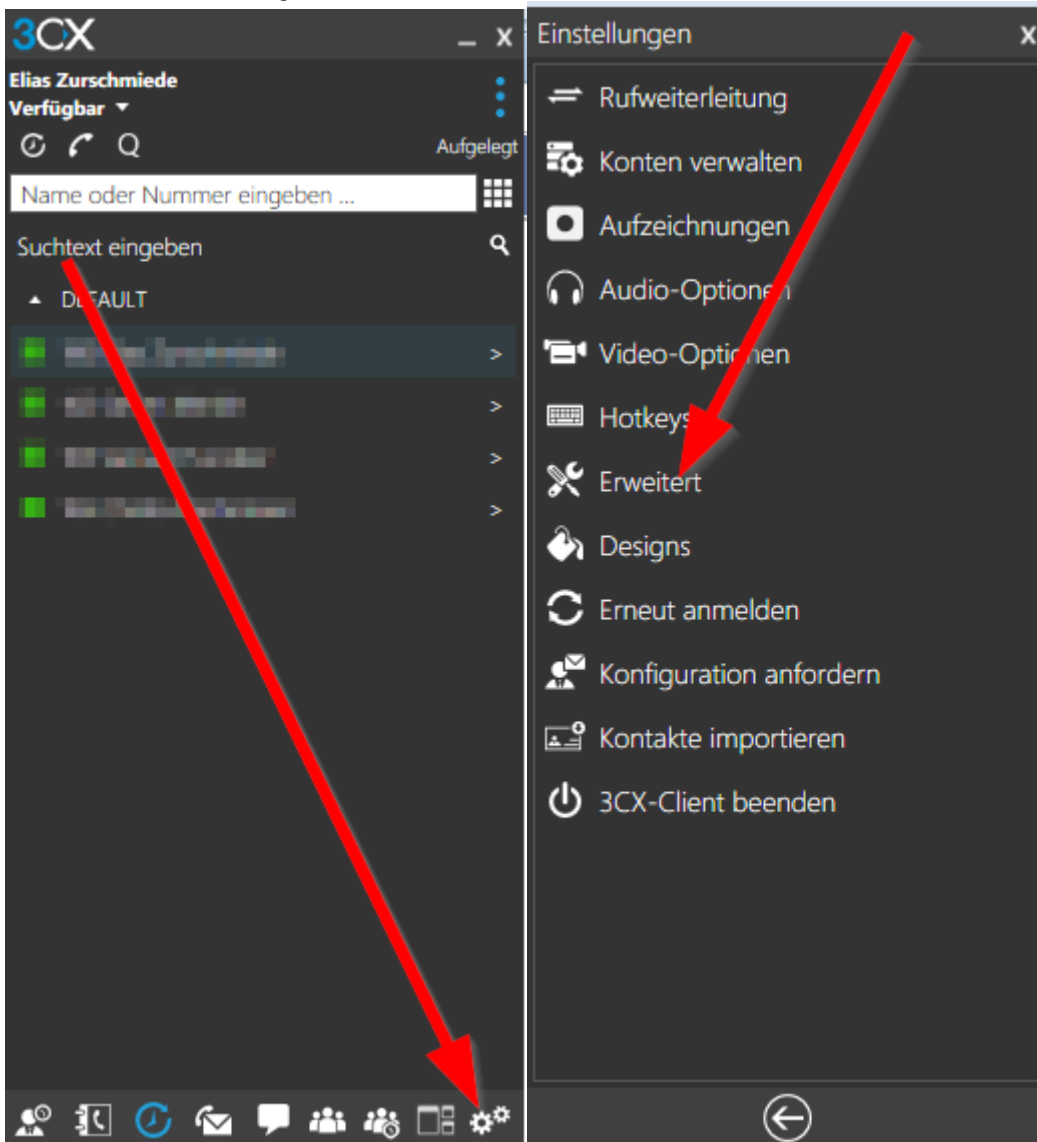 3CX
_ x
Elias Zurschmiede
Verfügbar
Aufgelegt
Name oder Nummer eingeben ...
Suchtext eingeben
DEFAULT
>
>
>
>
Einstellungen
x
Rufweiterleitung
Konten verwalten
Aufzeichnungen
Audio-Optionen
Video-Optionen
Hotkeys
Erweitert
Designs
Erneut anmelden
Konfiguration anfordern
Kontakte importieren
3CX-Client beenden